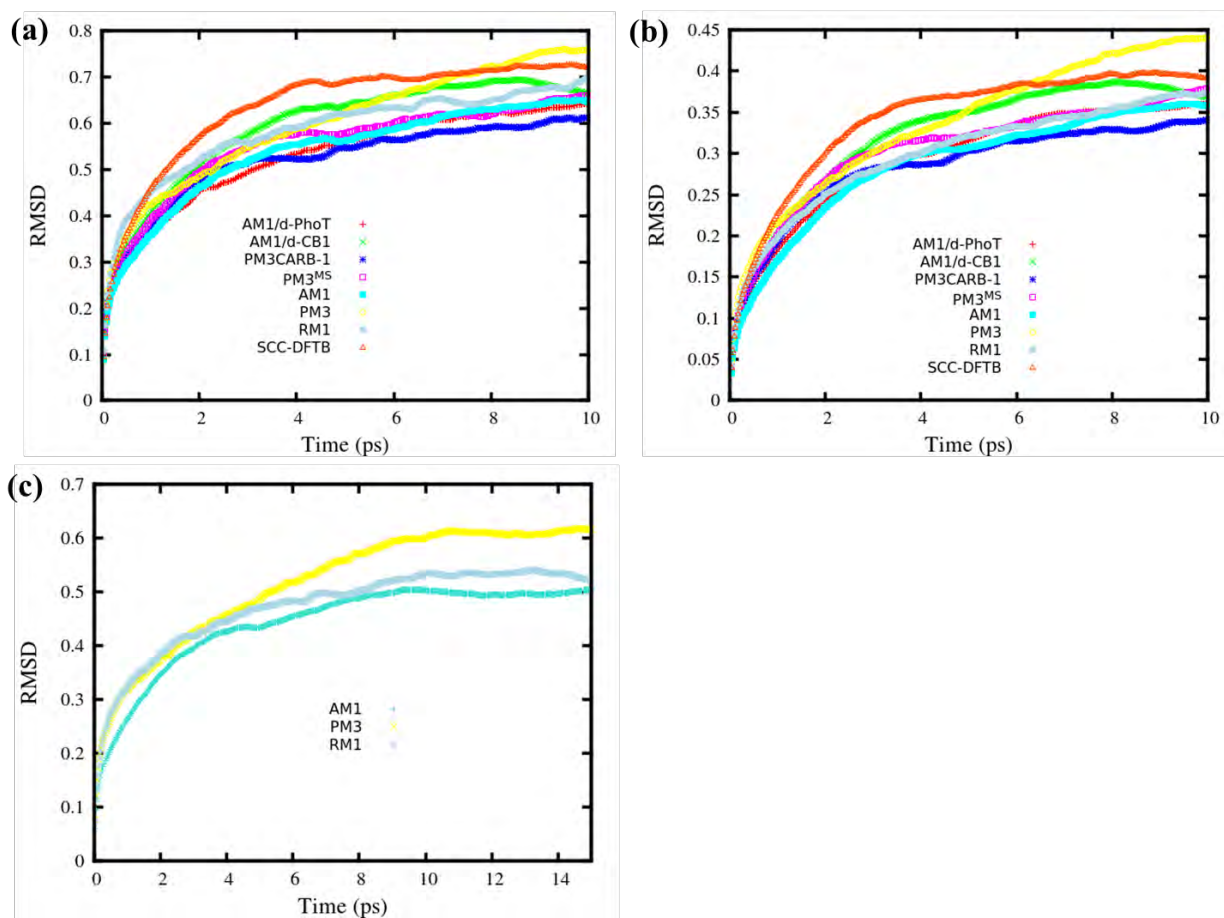 (a)
RMSD
0.8
0.7
0.6
0.5
0.4
0.3
0.2
0.1
0
AM1/d-PhoT
AM1/d-CB1
PM3CARB-1
PM3MS
AM1
PM3
RM1
SCC-DFTB
0 2 4 6 8 10
Time (ps)
(b)
RMSD
0.45
0.4
0.35
0.3
0.25
0.2
0.15
0.1
0.05
0
AM1/d-PhoT
AM1/d-CB1
PM3CARB-1
PM3MS
AM1
PM3
RM1
SCC-DFTB
0 2 4 6 8 10
Time (ps)
(c)
RMSD
0.7
0.6
0.5
0.4
0.3
0.2
0.1
0
AM1
PM3
RM1
0 2 4 6 8 10 12 14
Time (ps)